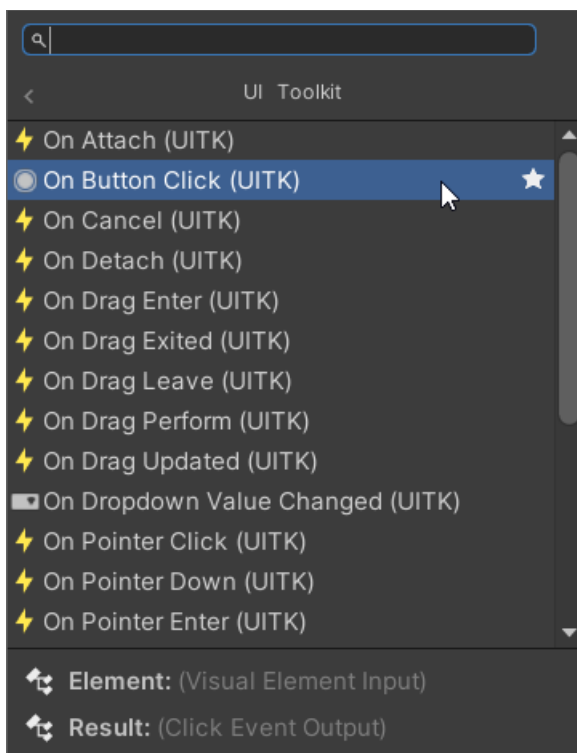 UI Toolkit
On Attach (UITK)
On Button Click (UITK)
On Cancel (UITK)
On Detach (UITK)
On Drag Enter (UITK)
On Drag Exited (UITK)
On Drag Leave (UITK)
On Drag Perform (UITK)
On Drag Updated (UITK)
On Dropdown Value Changed (UITK)
On Pointer Click (UITK)
On Pointer Down (UITK)
On Pointer Enter (UITK)
Element: (Visual Element Input)
Result: (Click Event Output)